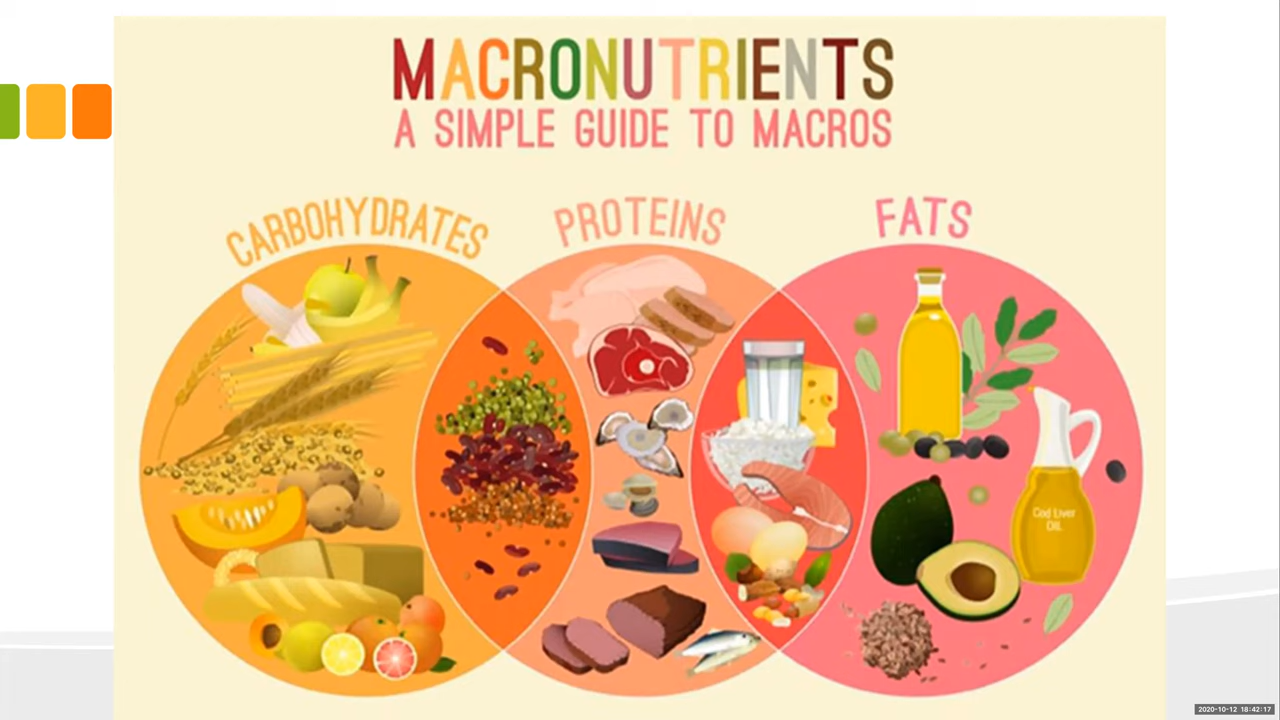 MACRONUTRIENTS
A SIMPLE GUIDE TO MACROS
CARBOHYDRATES
PROTEINS
FATS
Cod Liver
OIL
2020-10-12 18:42:17